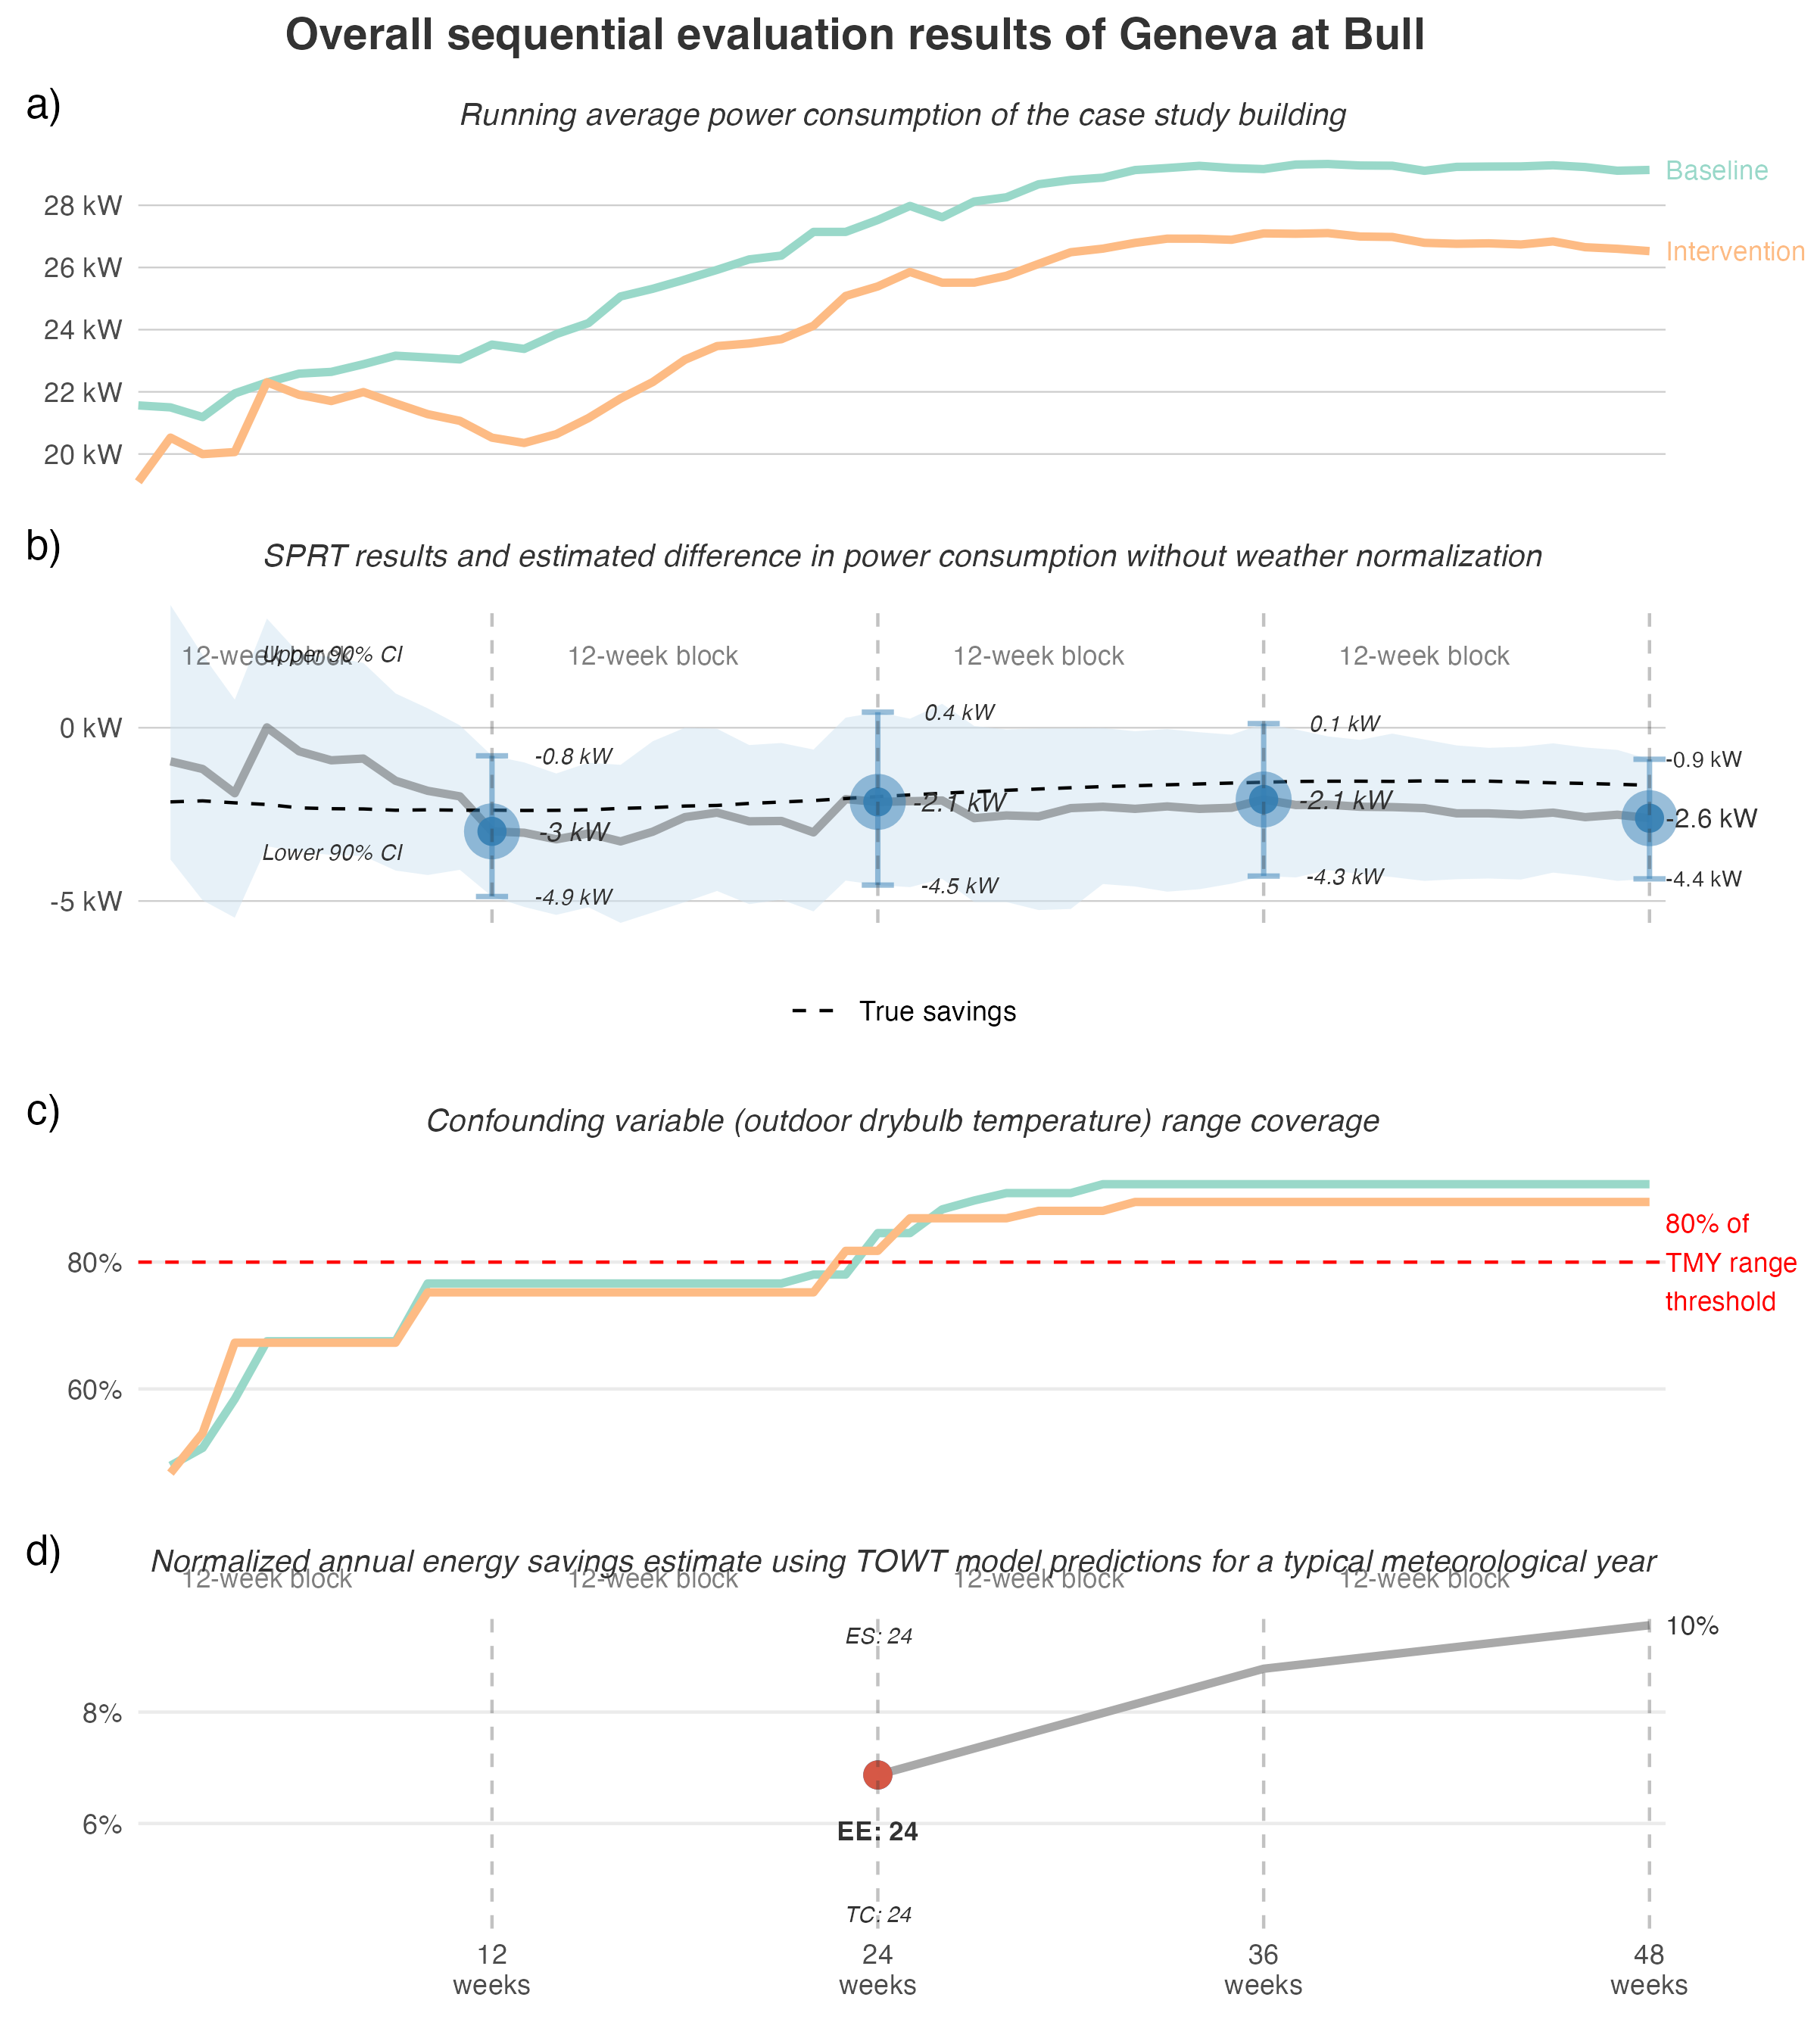 Overall sequential evaluation results of Geneva at Bull
a)
Running average power consumption of the case study building
28 kW
26 kW
24 kW
22 kW
20 kW
Baseline
Intervention
b)
SPRT results and estimated difference in power consumption without weather normalization
12-week block
12-week block
12-week block
12-week block
Upper 90% CI
Lower 90% CI
0 kW
-5 kW
-0.8 kW
-3 kW
-4.9 kW
0.4 kW
-2.1 kW
-4.5 kW
0.1 kW
-2.1 kW
-4.3 kW
-0.9 kW
-2.6 kW
-4.4 kW
True savings
c)
Confounding variable (outdoor drybulb temperature) range coverage
80%
60%
80% of
TMY range
threshold
d)
Normalized annual energy savings estimate using TOWT model predictions for a typical meteorological year
12-week block
12-week block
12-week block
12-week block
8%
6%
ES: 24
EE: 24
TC: 24
10%
12
weeks
24
weeks
36
weeks
48
weeks